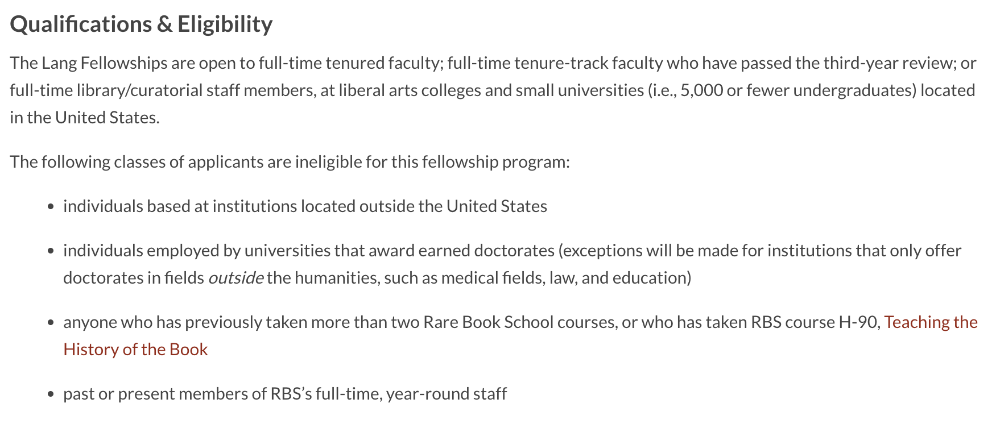 Qualifications & Eligibility
The Lang Fellowships are open to full-time tenured faculty; full-time tenure-track faculty who have passed the third-year review; or
full-time library/curatorial staff members, at liberal arts colleges and small universities (i.e., 5,000 or fewer undergraduates) located
in the United States.
The following classes of applicants are ineligible for this fellowship program:
• individuals based at institutions located outside the United States
• individuals employed by universities that award earned doctorates (exceptions will be made for institutions that only offer
doctorates in fields outside the humanities, such as medical fields, law, and education)
• anyone who has previously taken more than two Rare Book School courses, or who has taken RBS course H-90, Teaching the
History of the Book
• past or present members of RBS’s full-time, year-round staff